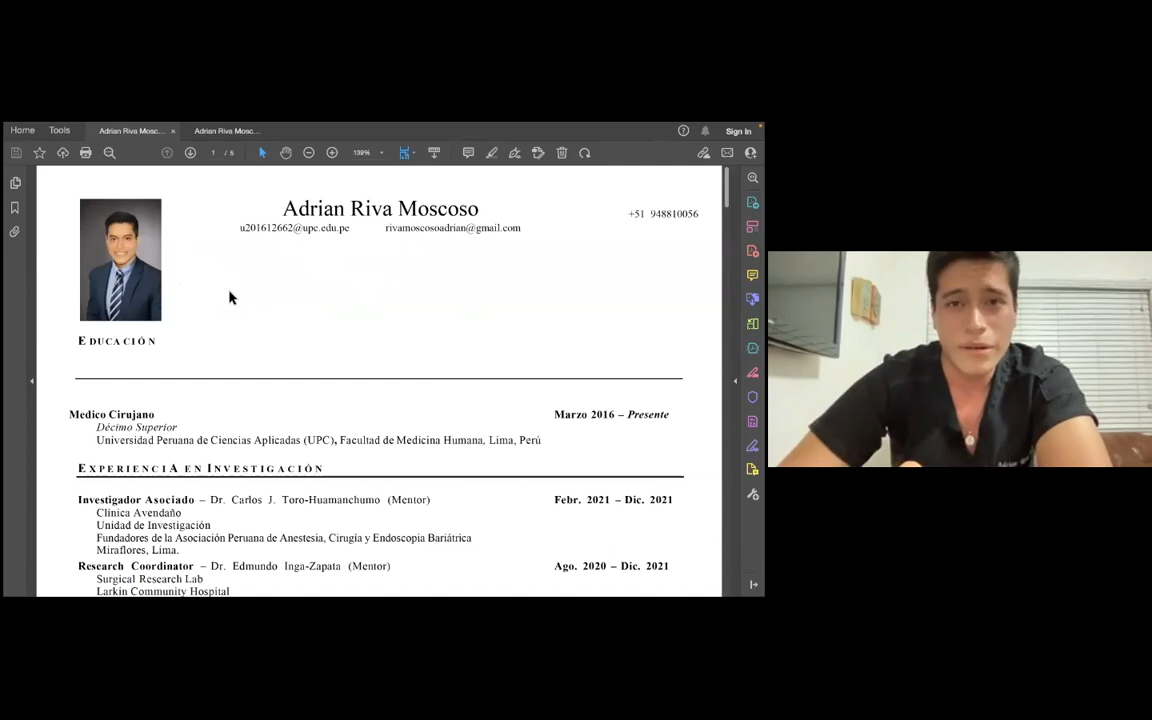 Home Tools Adrian Riva Mosc... × Adrian Riva Mosc... Sign In
1 / 5 139%
Adrian Riva Moscoso
+51 948810056
u201612662@upc.edu.pe rivamoscosoadrian@gmail.com
EDUCACIÓN
Medico Cirujano Marzo 2016 – Presente
Décimo Superior
Universidad Peruana de Ciencias Aplicadas (UPC), Facultad de Medicina Humana, Lima, Perú
EXPERIENCIA EN INVESTIGACIÓN
Investigador Asociado – Dr. Carlos J. Toro-Huamanchumo (Mentor) Febr. 2021 – Dic. 2021
Clínica Avendaño
Unidad de Investigación
Fundadores de la Asociación Peruana de Anestesia, Cirugía y Endoscopia Bariátrica
Miraflores, Lima.
Research Coordinator – Dr. Edmundo Inga-Zapata (Mentor) Ago. 2020 – Dic. 2021
Surgical Research Lab
Larkin Community Hospital